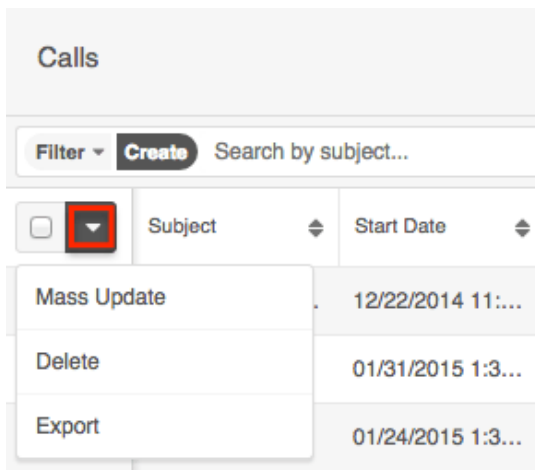 Calls
Filter Create Search by subject...
Subject Start Date
Mass Update . 12/22/2014 11:...
Delete 01/31/2015 1:3...
Export 01/24/2015 1:3...